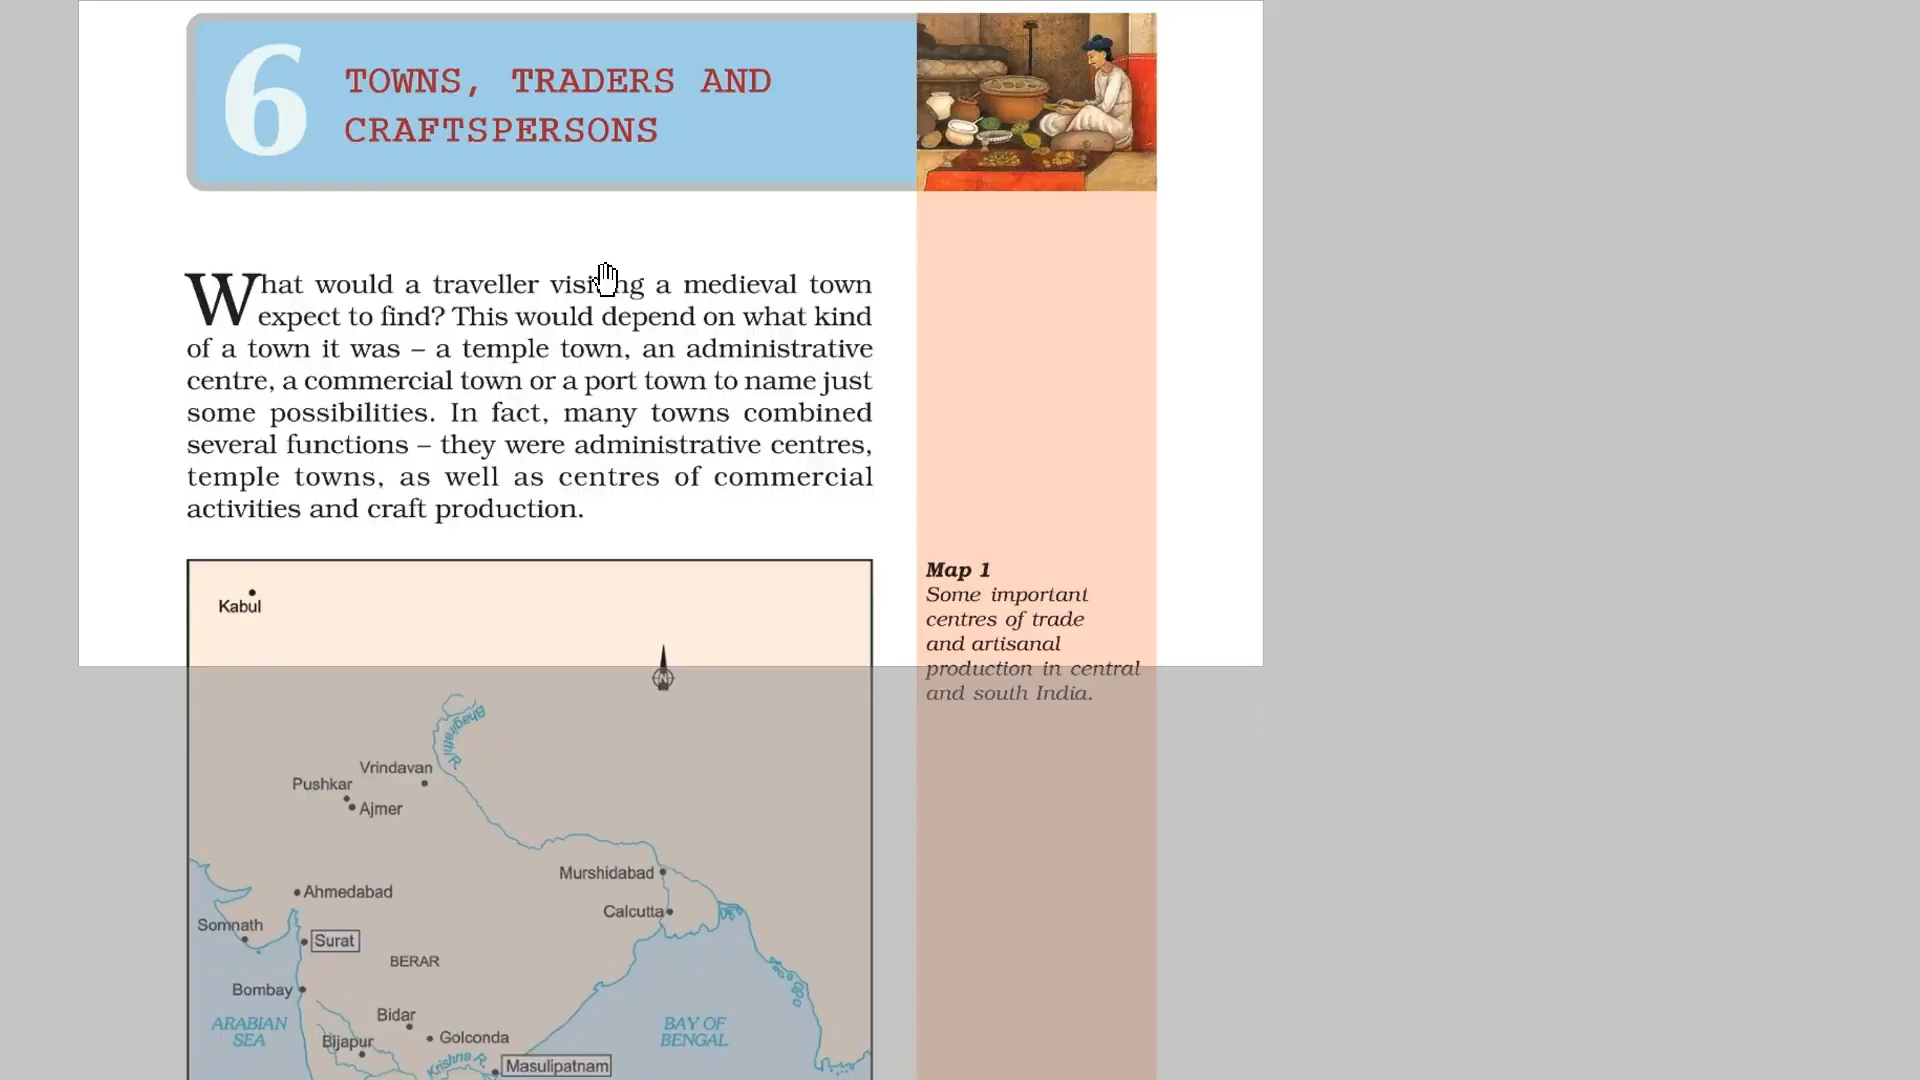 6
TOWNS, TRADERS AND
CRAFTSPERSONS
What would a traveller visiting a medieval town
expect to find? This would depend on what kind
of a town it was – a temple town, an administrative
centre, a commercial town or a port town to name just
some possibilities. In fact, many towns combined
several functions – they were administrative centres,
temple towns, as well as centres of commercial
activities and craft production.
Map 1
Some important
centres of trade
and artisanal
production in central
and south India.
Kabul
N
Bhagirathi R.
Vrindavan
Pushkar
Ajmer
Murshidabad
Ahmedabad
Calcutta
Somnath
Surat
BERAR
Bombay
Bidar
ARABIAN
SEA
BAY OF
BENGAL
Golconda
Bijapur
Krishna R.
Masulipatnam